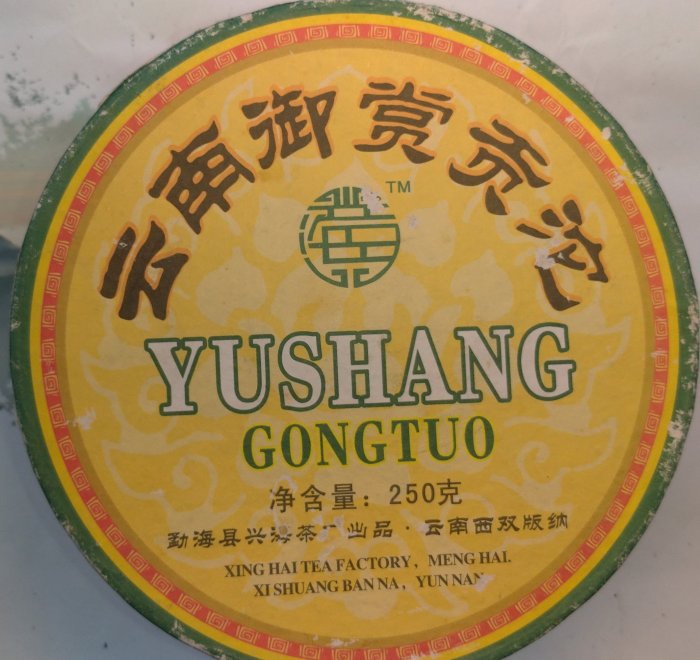 云南御赏贡沱
TM
YUSHANG
GONGTUO
净含量：250克
勐海县兴海茶厂出品·云南西双版纳
XING HAI TEA FACTORY, MENG HAI.
XI SHUANG BAN NA, YUN NAN